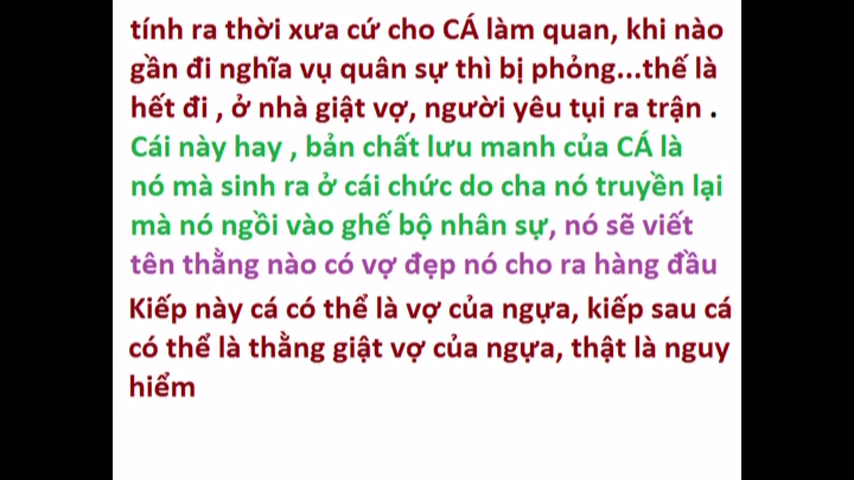 tính ra thời xưa cứ cho CÁ làm quan, khi nào
gần đi nghĩa vụ quân sự thì bị phỏng...thế là
hết đi , ở nhà giật vợ, người yêu tụi ra trận .
Cái này hay , bản chất lưu manh của CÁ là
nó mà sinh ra ở cái chức do cha nó truyền lại
mà nó ngồi vào ghế bộ nhân sự, nó sẽ viết
tên thằng nào có vợ đẹp nó cho ra hàng đầu
Kiếp này cá có thể là vợ của ngựa, kiếp sau cá
có thể là thằng giật vợ của ngựa, thật là nguy
hiểm